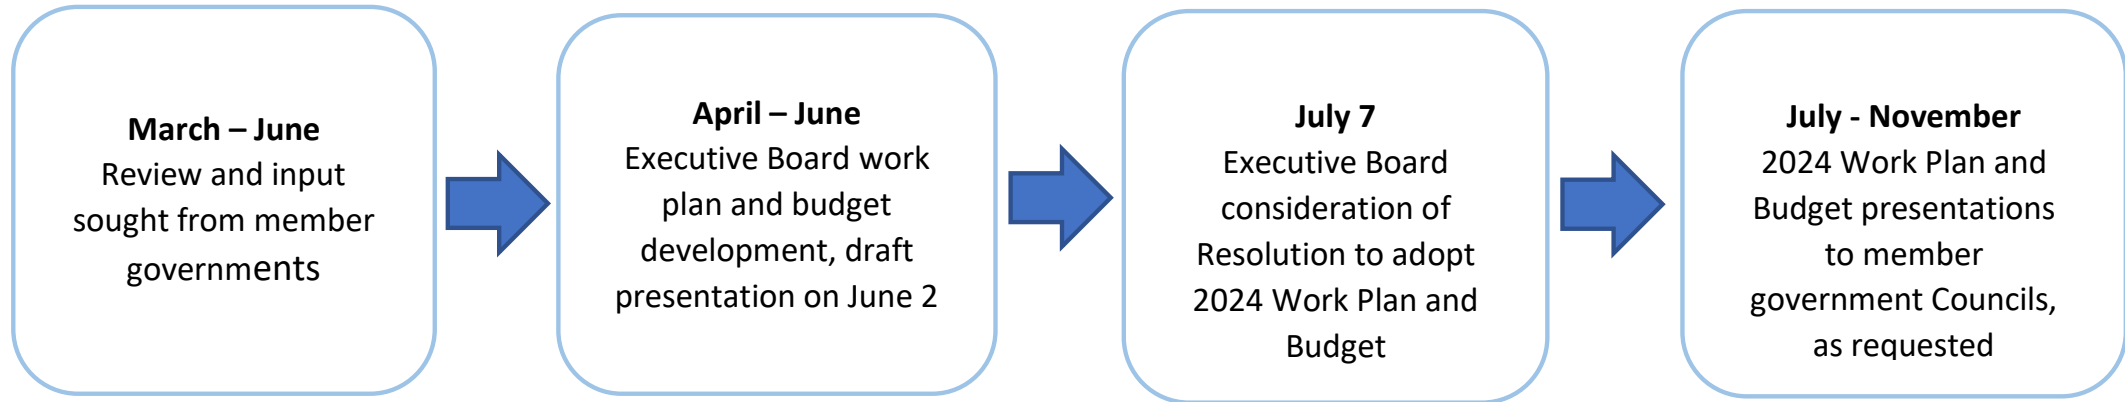 March – June
Review and input
sought from member
governments
April – June
Executive Board work
plan and budget
development, draft
presentation on June 2
July 7
Executive Board
consideration of
Resolution to adopt
2024 Work Plan and
Budget
July - November
2024 Work Plan and
Budget presentations
to member
government Councils,
as requested